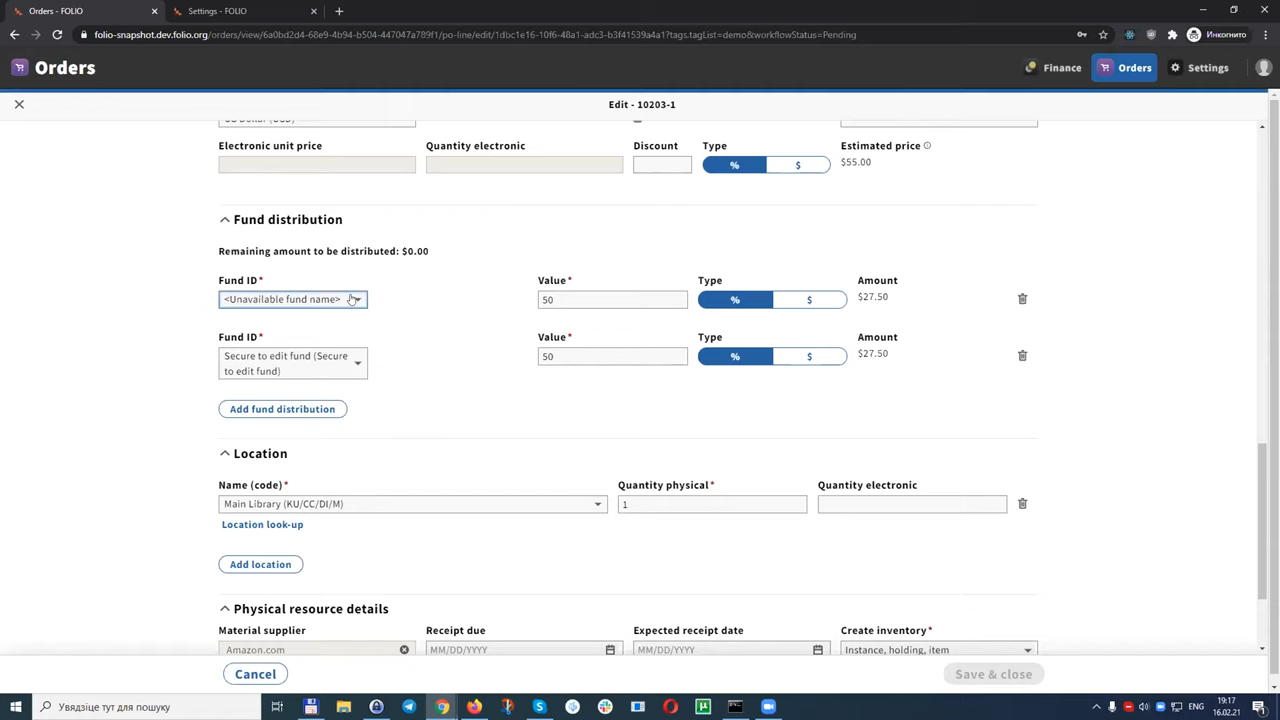 Orders - FOLIO
Settings - FOLIO
folio-snapshot.dev.folio.org/orders/view/6a0bd2d4-68e9-4b94-b504-447047a789f1/po-line/edit/1dbc1e16-10f6-48a1-adc3-b3f41539a4a1?tags.tagList=demo&workflowStatus=Pending
Инкогнито
Orders
Finance
Orders
Settings
Edit - 10203-1
US Dollar (USD)
Electronic unit price
Quantity electronic
Discount
Type
Estimated price
%
$
$55.00
Fund distribution
Remaining amount to be distributed: $0.00
Fund ID*
Value*
Type
Amount
<Unavailable fund name>
50
%
$
$27.50
Fund ID*
Value*
Type
Amount
Secure to edit fund (Secure
to edit fund)
50
%
$
$27.50
Add fund distribution
Location
Name (code)*
Quantity physical*
Quantity electronic
Main Library (KU/CC/DI/M)
1
Location look-up
Add location
Physical resource details
Material supplier
Receipt due
Expected receipt date
Create inventory*
Amazon.com
MM/DD/YYYY
MM/DD/YYYY
Instance, holding, item
Cancel
Save & close
Увядзіце тут для пошуку
ENG
19:17
16.02.21